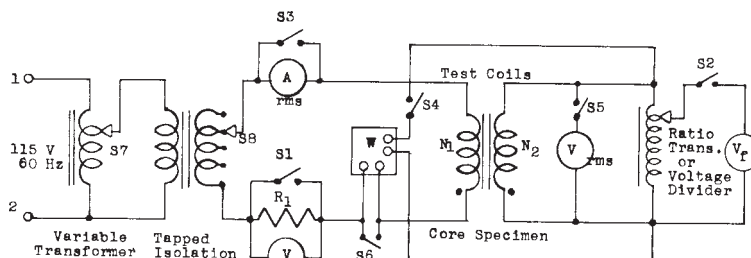 S3
A
rms
S2
1
Test Coils
S4
S5
115 V
60 Hz
S7
S8
S1
W
N1
N2
V
rms
Ratio
Trans.
or
Voltage
Divider
Vf
R1
2
S6
Core Specimen
Variable
Transformer
Tapped
Isolation
V